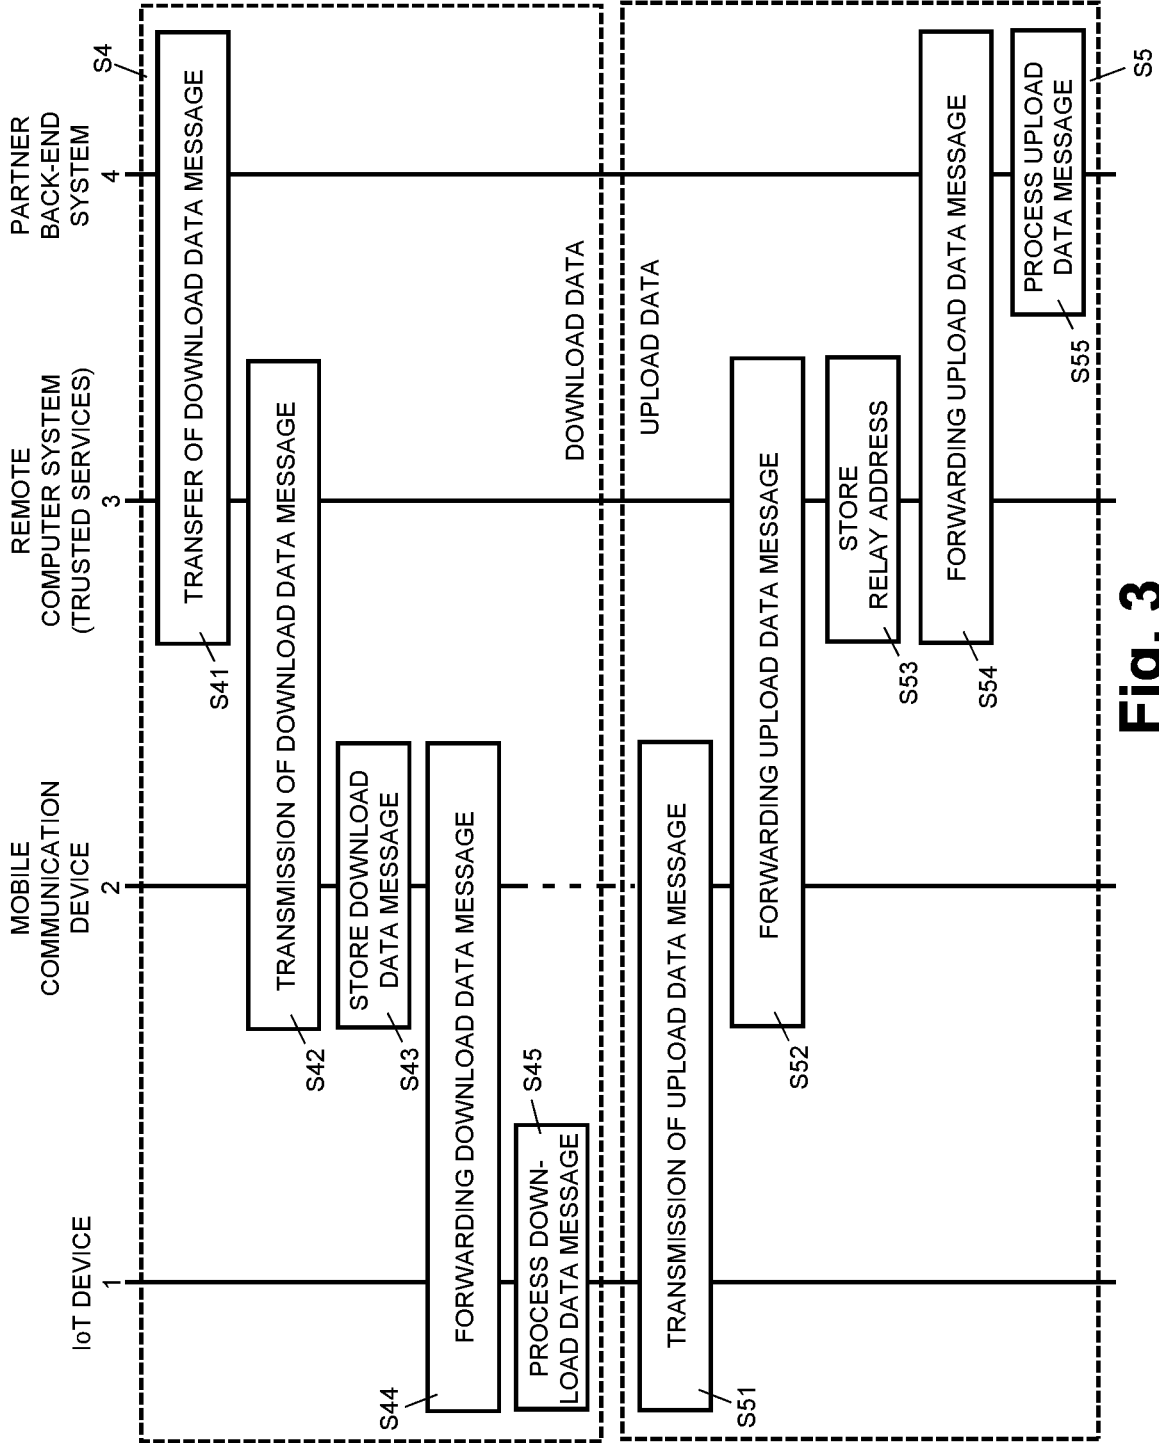 IoT DEVICE
1
MOBILE
COMMUNICATION
DEVICE
2
REMOTE
COMPUTER SYSTEM
(TRUSTED SERVICES)
3
PARTNER
BACK-END
SYSTEM
4
S4
TRANSFER OF DOWNLOAD DATA MESSAGE
S41
TRANSMISSION OF DOWNLOAD DATA MESSAGE
S42
STORE DOWNLOAD
DATA MESSAGE
S43
FORWARDING DOWNLOAD DATA MESSAGE
S44
PROCESS DOWN-
LOAD DATA MESSAGE
S45
DOWNLOAD DATA
UPLOAD DATA
TRANSMISSION OF UPLOAD DATA MESSAGE
S51
FORWARDING UPLOAD DATA MESSAGE
S52
STORE
RELAY ADDRESS
S53
FORWARDING UPLOAD DATA MESSAGE
S54
PROCESS UPLOAD
DATA MESSAGE
S55
S5
Fig. 3